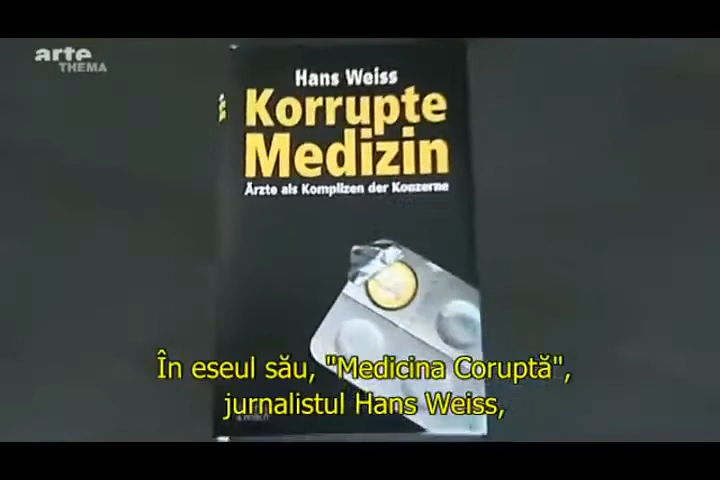 arte
THEMA
Hans Weiss
Korrupte
Medizin
Ärzte als Komplizen der Konzerne
În eseul său, "Medicina Coruptă",
jurnalistul Hans Weiss,